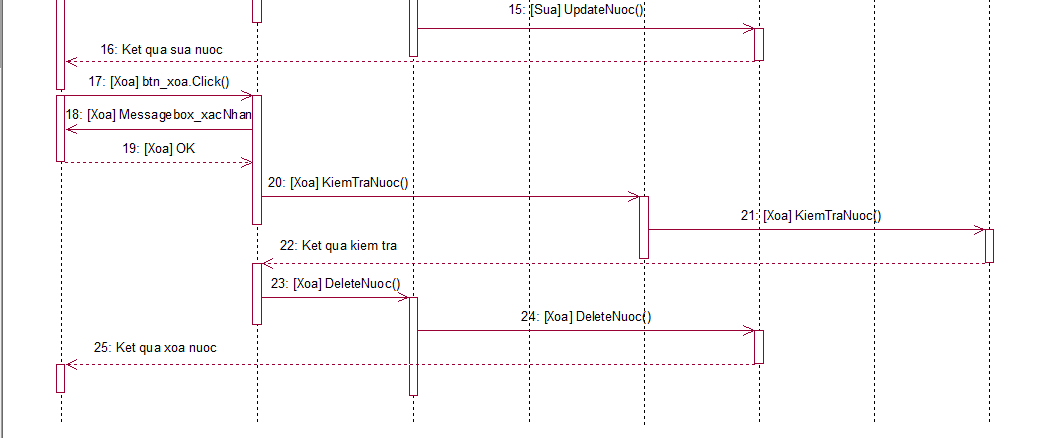 15: [Sua] UpdateNuoc()
16: Ket qua sua nuoc
17: [Xoa] btn_xoa.Click()
18: [Xoa] Messagebox_xacNhan
19: [Xoa] OK
20: [Xoa] KiemTraNuoc()
21: [Xoa] KiemTraNuoc()
22: Ket qua kiem tra
23: [Xoa] DeleteNuoc()
24: [Xoa] DeleteNuoc()
25: Ket qua xoa nuoc